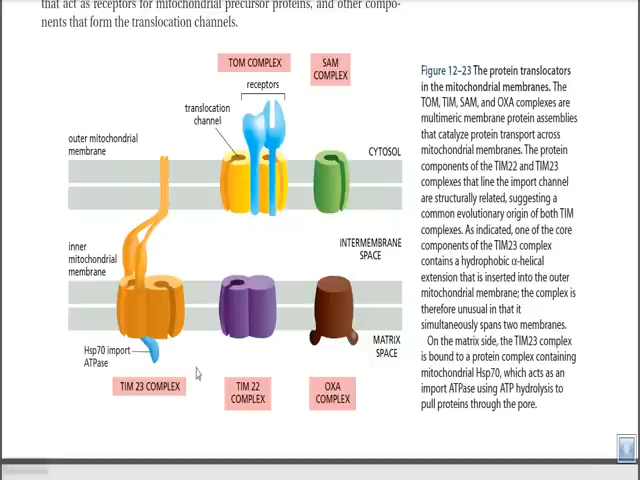 that act as receptors for mitochondrial precursor proteins, and other compo-
nents that form the translocation channels.
TOM COMPLEX
SAM
COMPLEX
receptors
translocation
channel
outer mitochondrial
membrane
CYTOSOL
inner
mitochondrial
membrane
INTERMEMBRANE
SPACE
Hsp70 import
ATPase
MATRIX
SPACE
TIM 23 COMPLEX
TIM 22
COMPLEX
OXA
COMPLEX
Figure 12–23 The protein translocators
in the mitochondrial membranes. The
TOM, TIM, SAM, and OXA complexes are
multimeric membrane protein assemblies
that catalyze protein transport across
mitochondrial membranes. The protein
components of the TIM22 and TIM23
complexes that line the import channel
are structurally related, suggesting a
common evolutionary origin of both TIM
complexes. As indicated, one of the core
components of the TIM23 complex
contains a hydrophobic α-helical
extension that is inserted into the outer
mitochondrial membrane; the complex is
therefore unusual in that it
simultaneously spans two membranes.
On the matrix side, the TIM23 complex
is bound to a protein complex containing
mitochondrial Hsp70, which acts as an
import ATPase using ATP hydrolysis to
pull proteins through the pore.